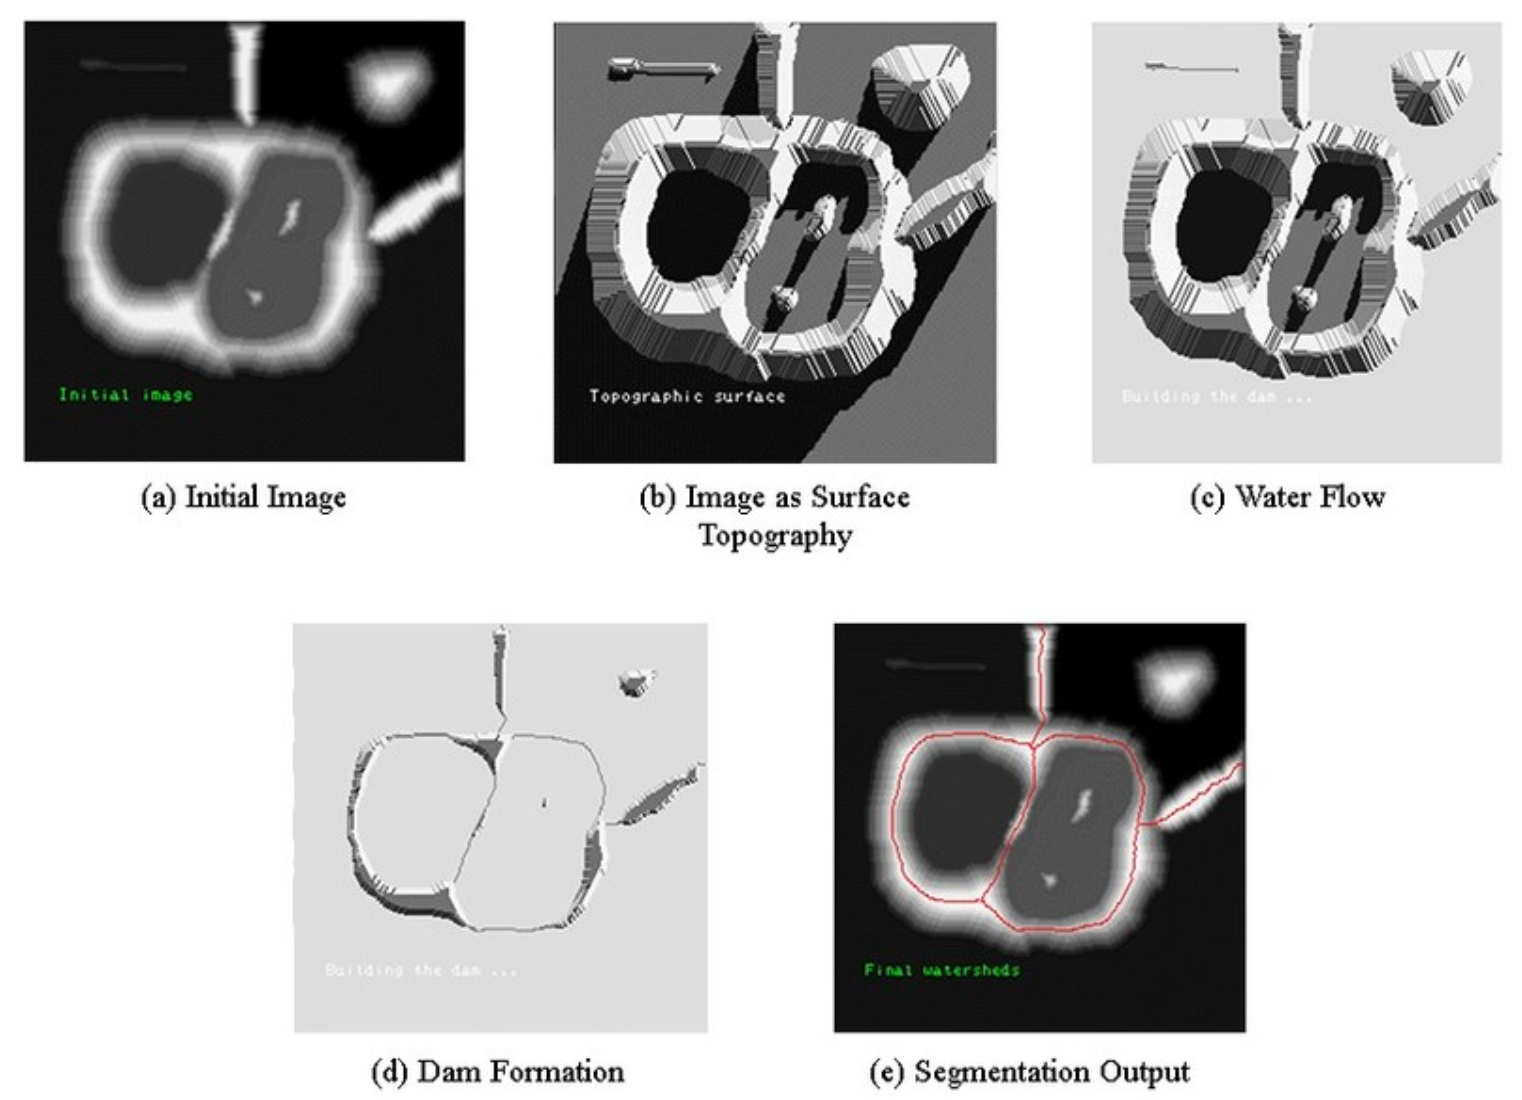 Initial image
Topographic surface
Building the dam ...
(a) Initial Image
(b) Image as Surface
Topography
(c) Water Flow
Building the dam ...
Final watersheds
(d) Dam Formation
(e) Segmentation Output